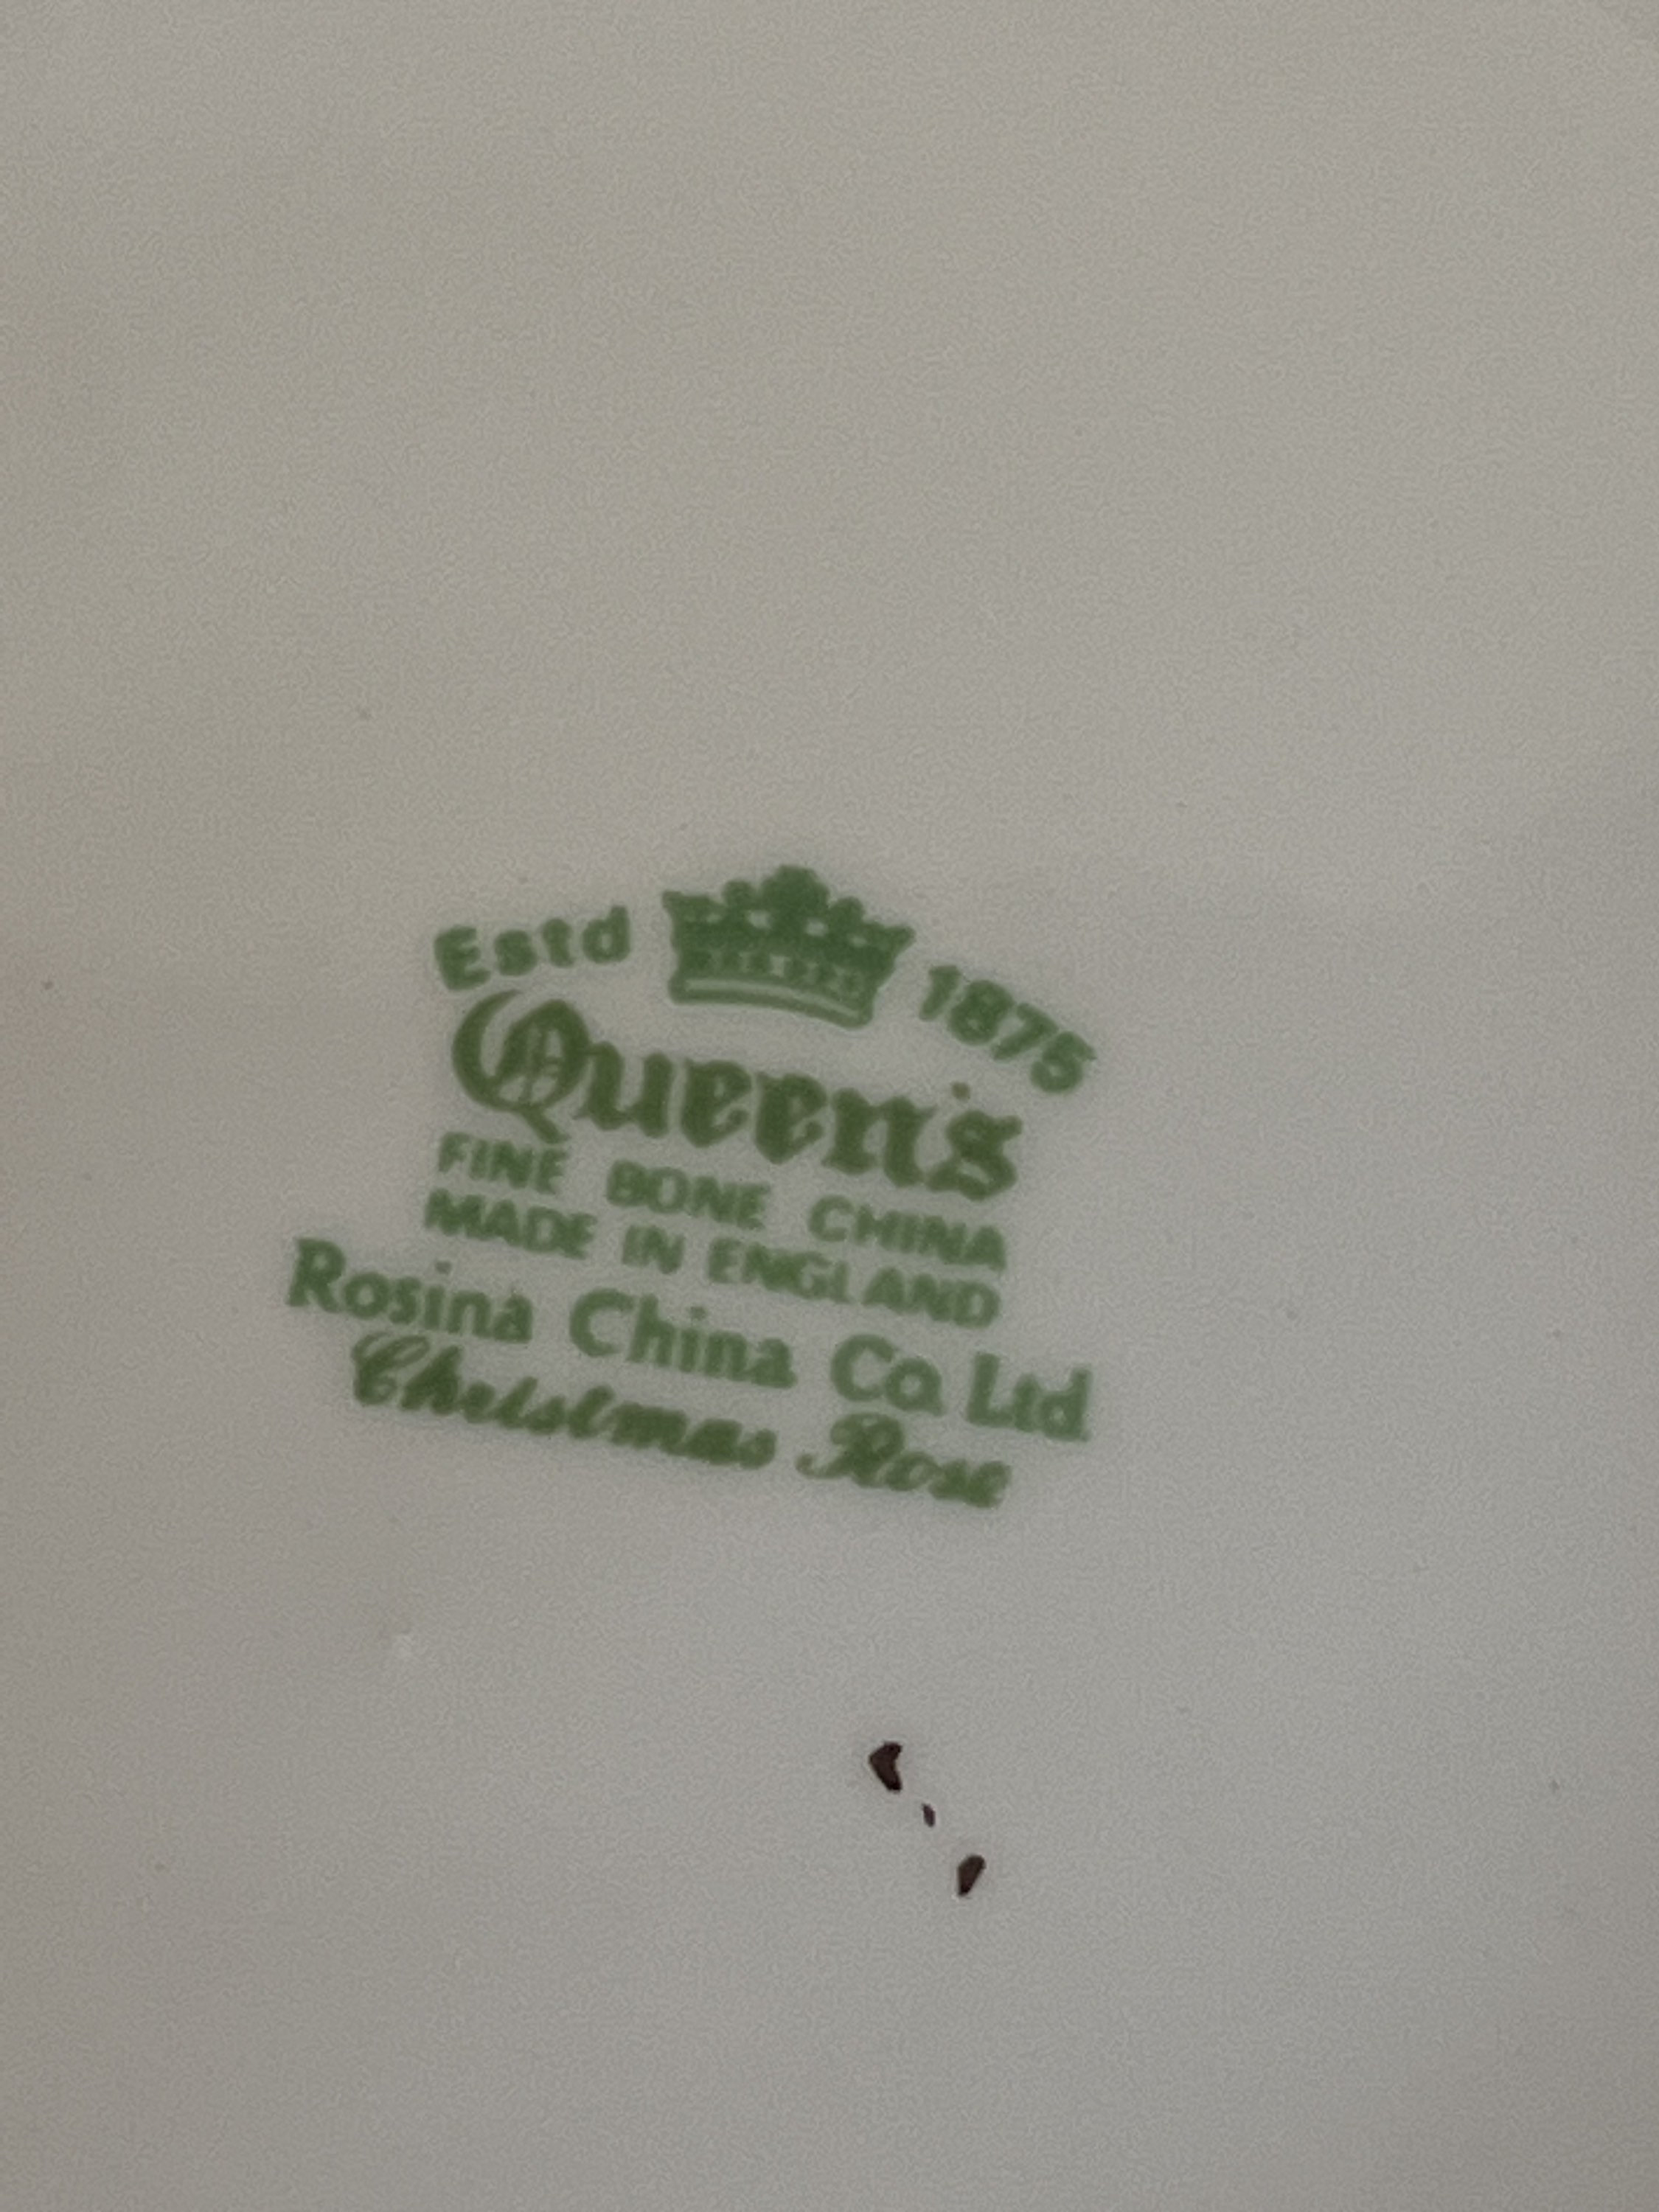 Estd 1875
Queen's
FINE BONE CHINA
MADE IN ENGLAND
Rosina China Co. Ltd
Christmas Rose